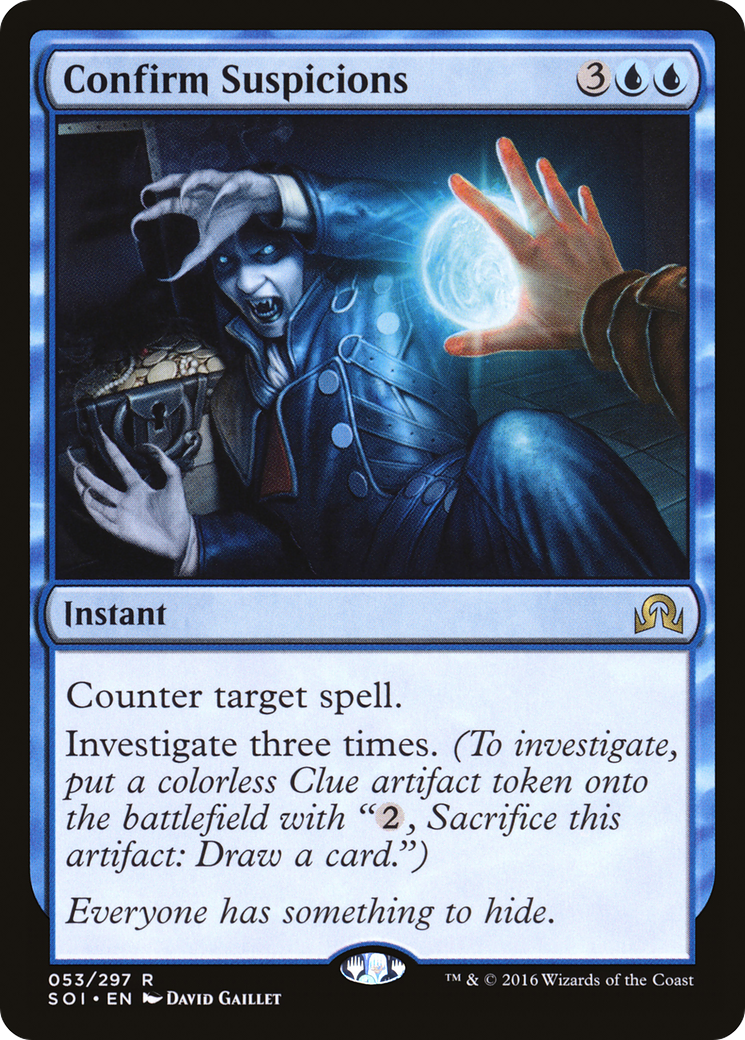 Confirm Suspicions 3
Instant
Counter target spell.
Investigate three times. (To investigate,
put a colorless Clue artifact token onto
the battlefield with “2, Sacrifice this
artifact: Draw a card.”)
Everyone has something to hide.
053/297 R
SOI • EN DAVID GAILLET
™ & © 2016 Wizards of the Coast